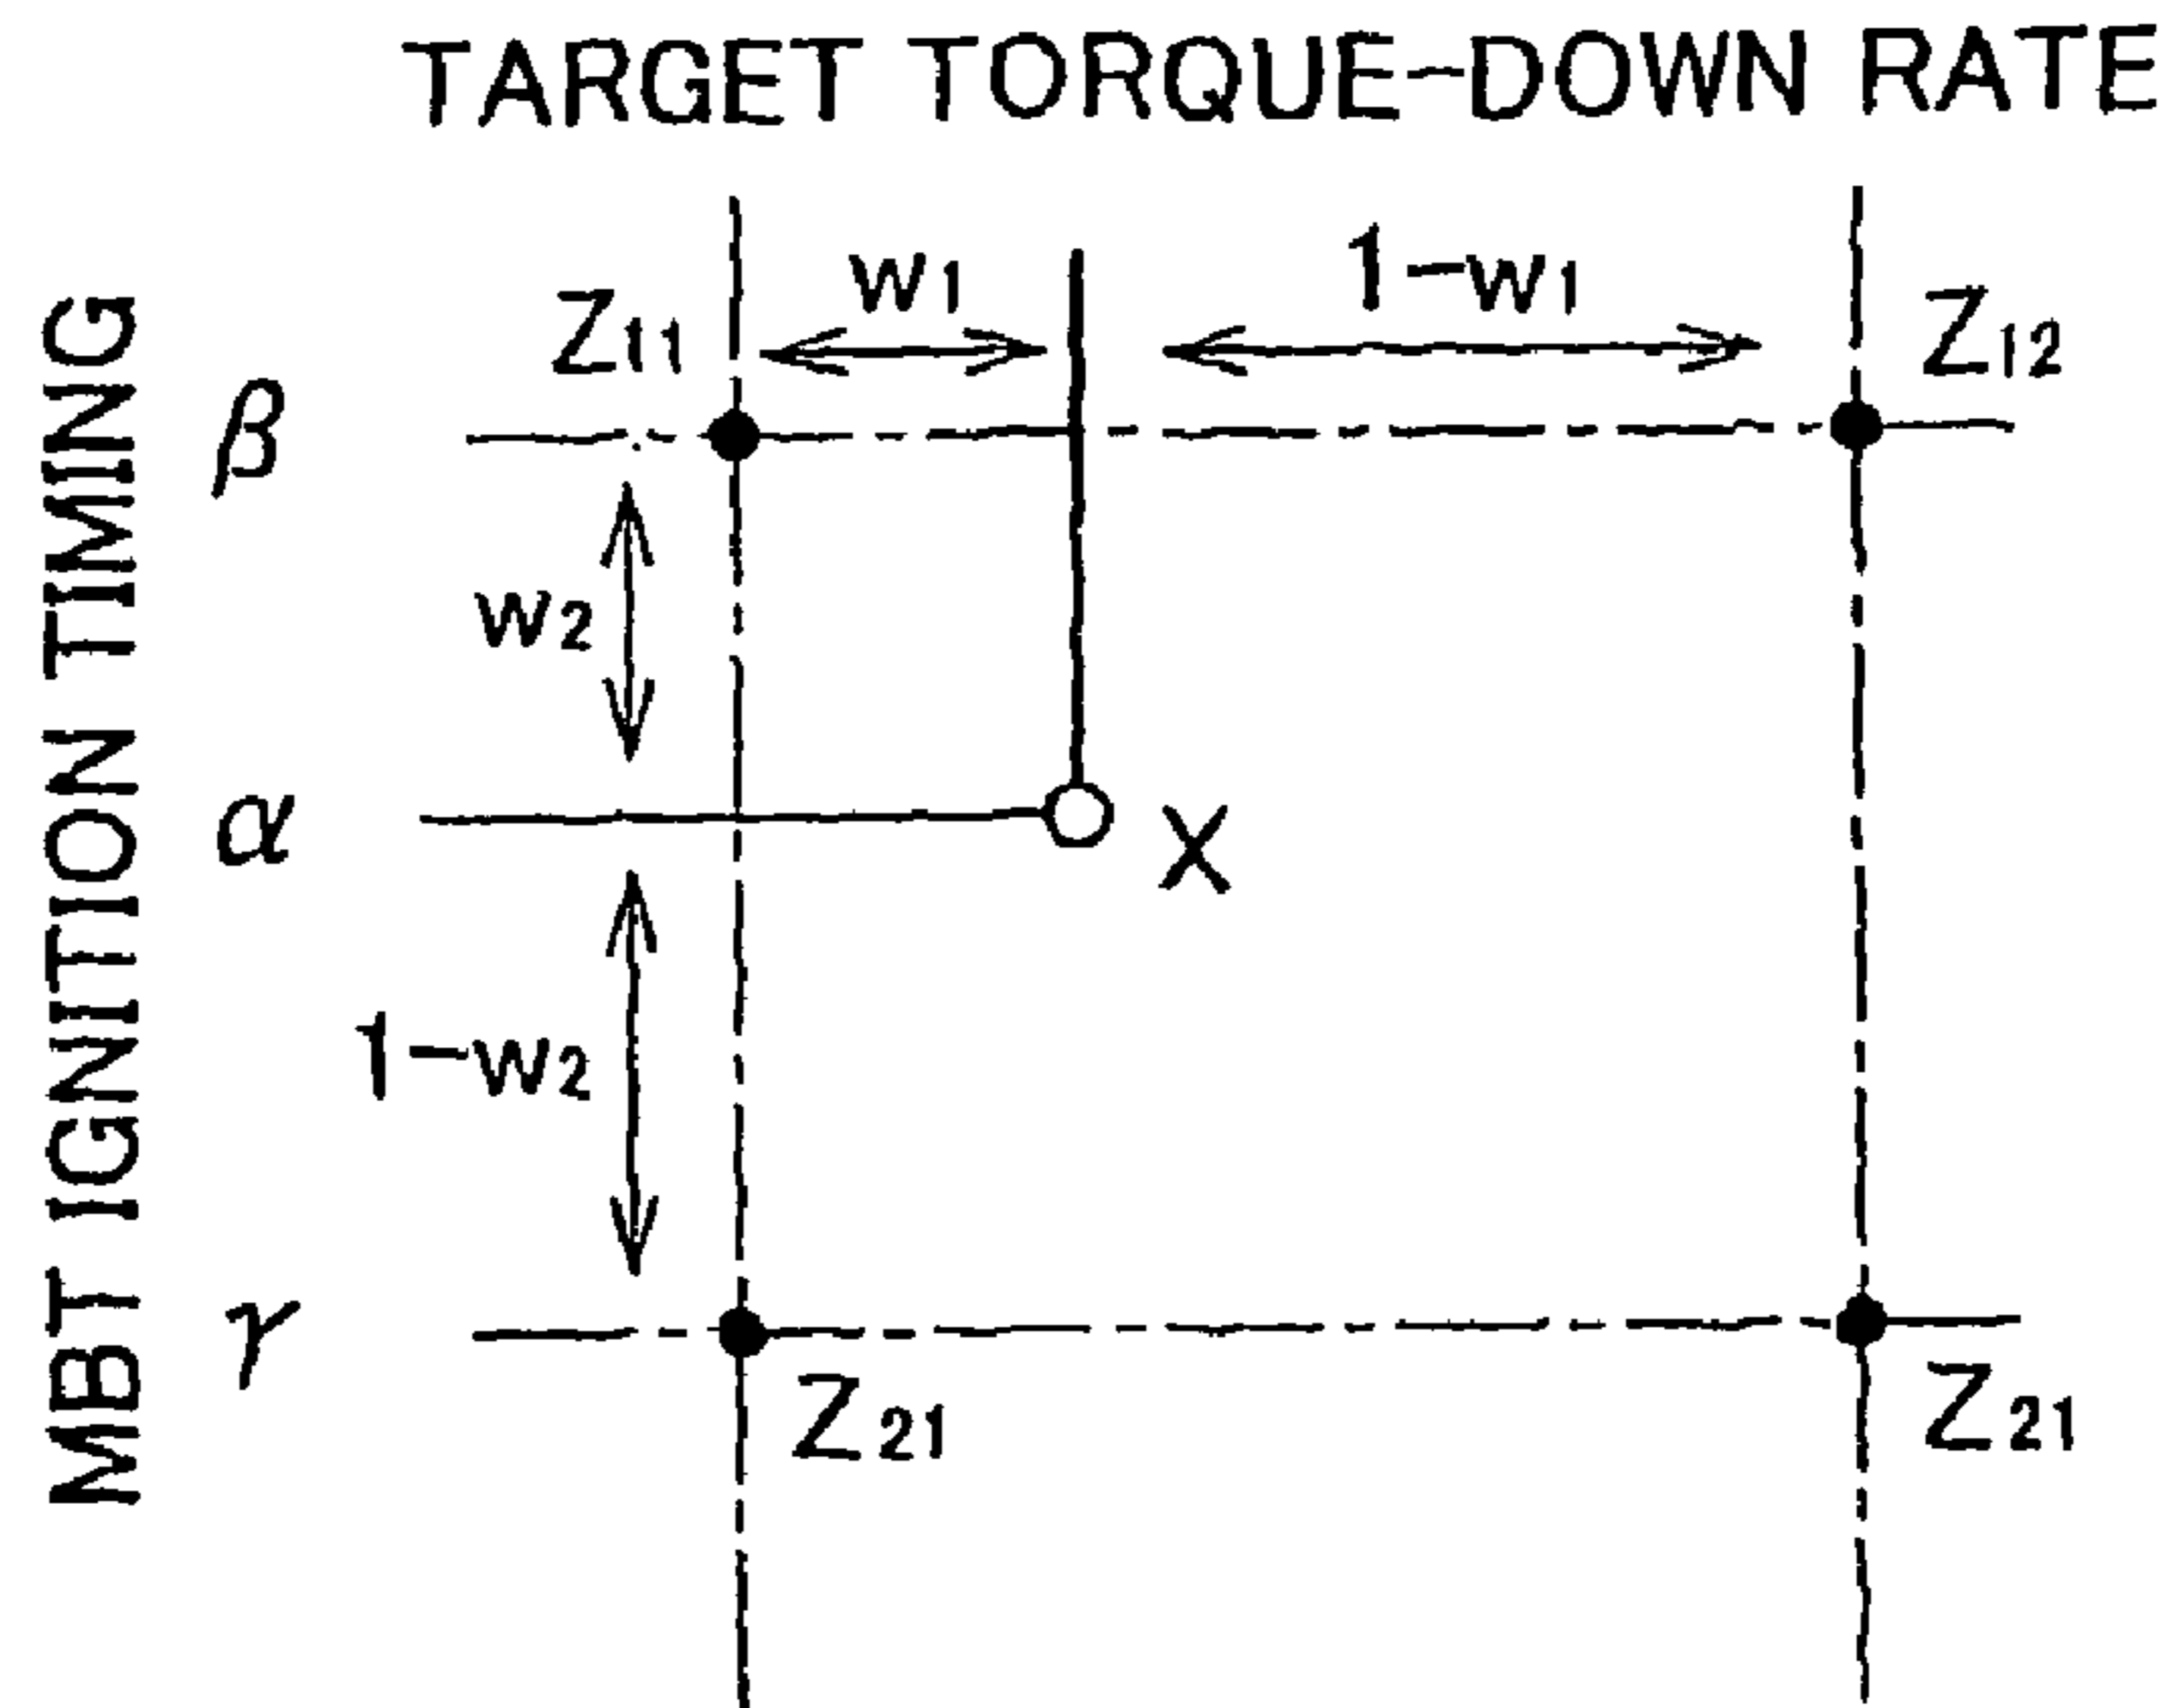 TARGET TORQUE-DOWN RATE
MBT IGNITION TIMING
w1
1-w1
Z11
Z12
β
w2
α
X
1-w2
γ
Z21
Z21